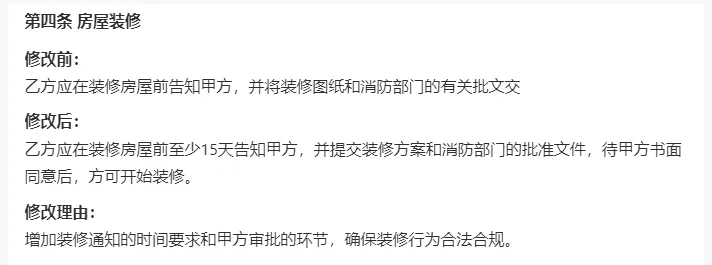 第四条 房屋装修
修改前：
乙方应在装修房屋前告知甲方，并将装修图纸和消防部门的有关批文交
修改后：
乙方应在装修房屋前至少15天告知甲方，并提交装修方案和消防部门的批准文件，待甲方书面
同意后，方可开始装修。
修改理由：
增加装修通知的时间要求和甲方审批的环节，确保装修行为合法合规。